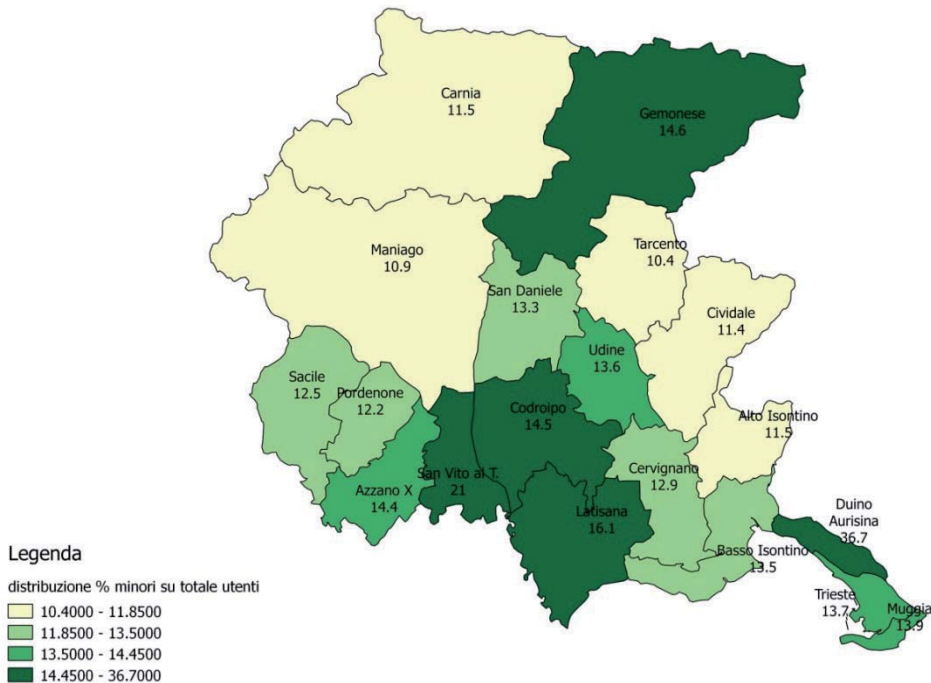 Carnia
11.5
Gemonese
14.6
Maniago
10.9
Tarcento
10.4
San Daniele
13.3
Cividale
11.4
Udine
13.6
Sacile
12.5
Pordenone
12.2
Codroipo
14.5
Alto Isontino
11.5
San Vito al T.
21
Cervignano
12.9
Azzano X
14.4
Latisana
16.1
Duino
Aurisina
36.7
Basso Isontino
13.5
Trieste
13.7
Muggia
13.9
Legenda
distribuzione % minori su totale utenti
10.4000 - 11.8500
11.8500 - 13.5000
13.5000 - 14.4500
14.4500 - 36.7000